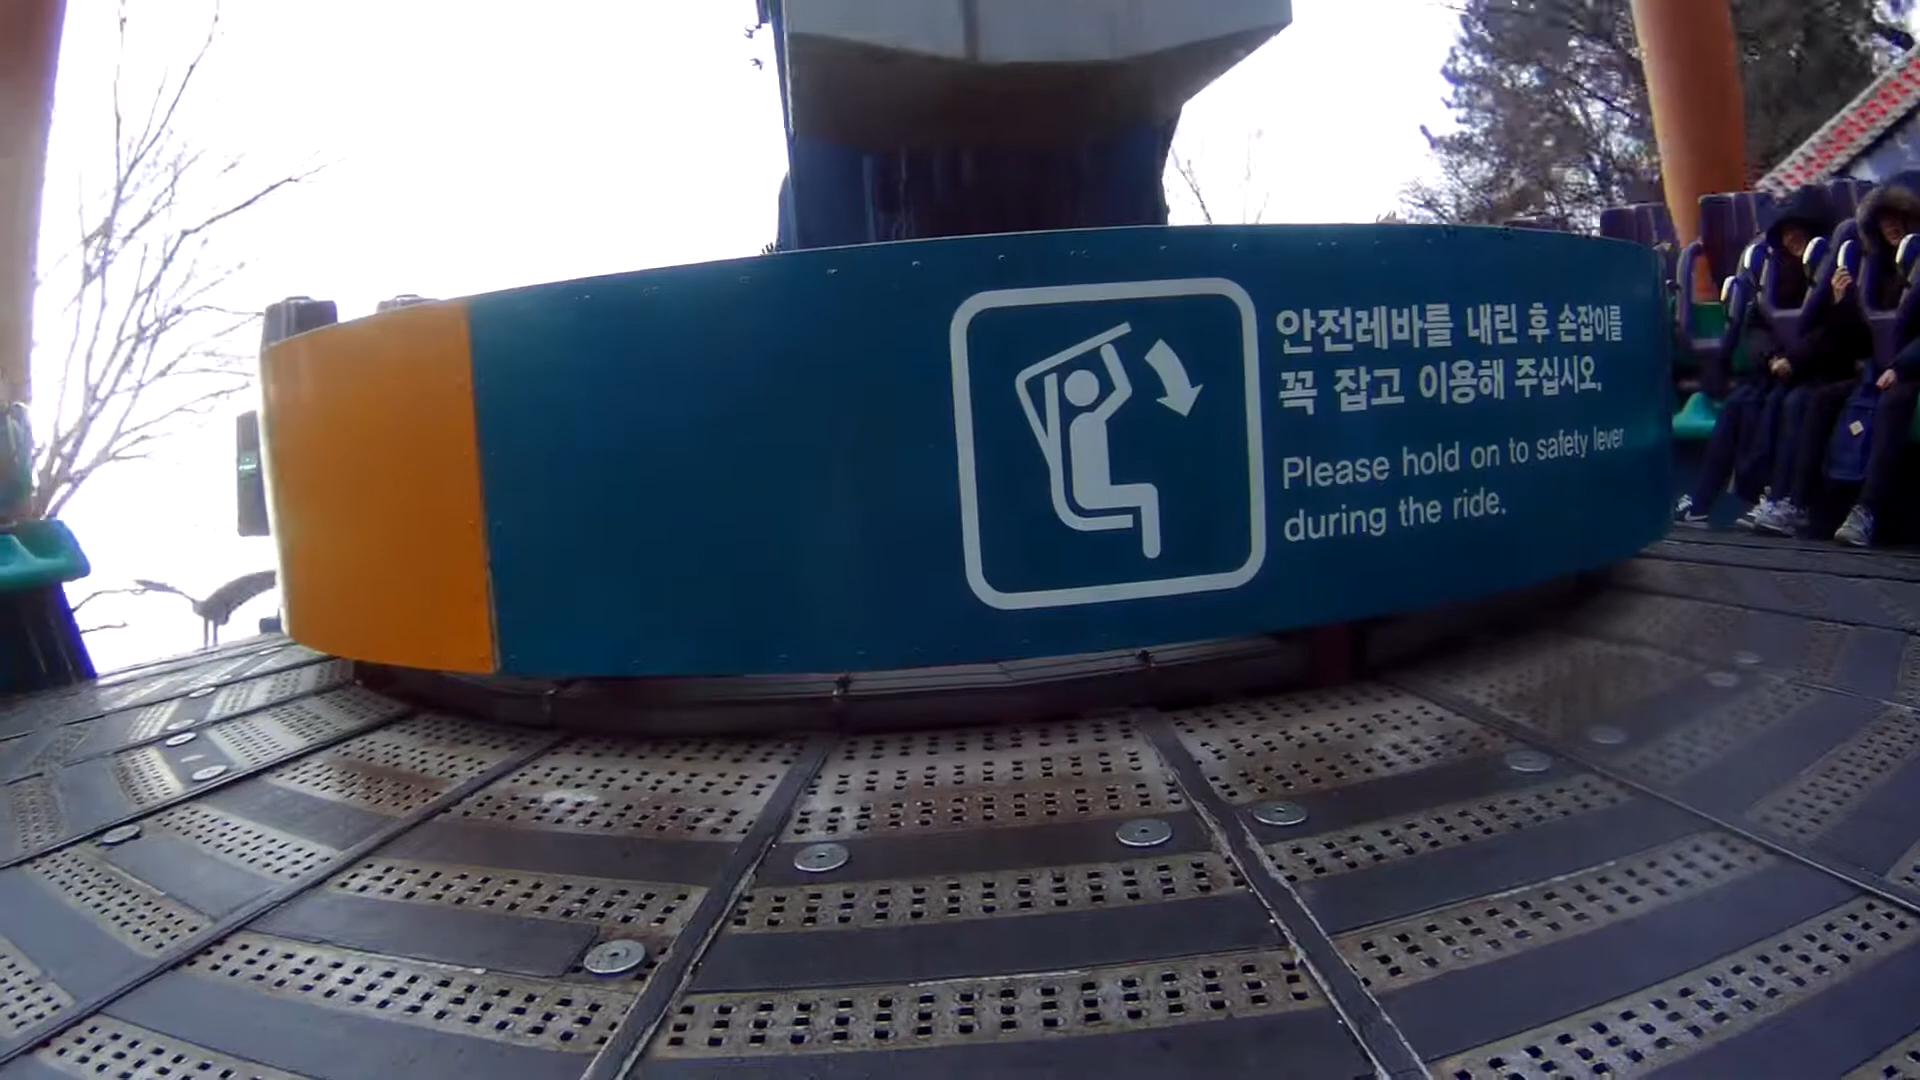 안전레바를 내린 후 손잡이를
꼭 잡고 이용해 주십시오.
Please hold on to safety lever
during the ride.